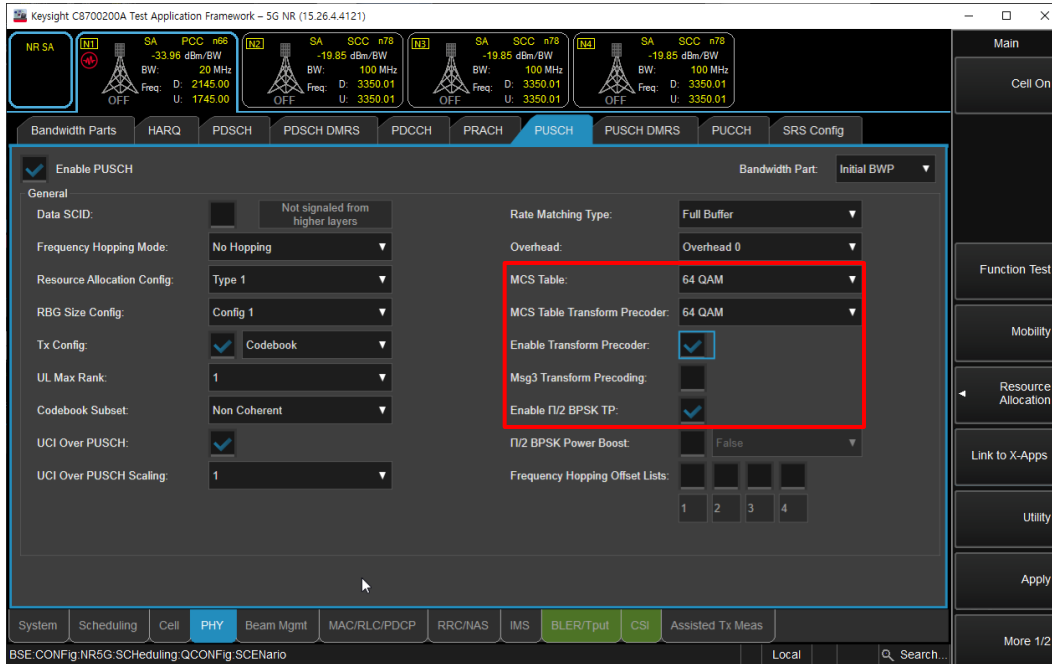 Keysight C8700200A Test Application Framework – 5G NR (15.26.4.4121)
NR SA
N1
SA PCC n66
-33.96 dBm/BW
BW: 20 MHz
Freq: D: 2145.00
U: 1745.00
OFF
N2
SA SCC n78
-19.85 dBm/BW
BW: 100 MHz
Freq: D: 3350.01
U: 3350.01
OFF
N3
SA SCC n78
-19.85 dBm/BW
BW: 100 MHz
Freq: D: 3350.01
U: 3350.01
OFF
N4
SA SCC n78
-19.85 dBm/BW
BW: 100 MHz
Freq: D: 3350.01
U: 3350.01
OFF
Bandwidth Parts HARQ PDSCH PDSCH DMRS PDCCH PRACH PUSCH PUSCH DMRS PUCCH SRS Config
Enable PUSCH
Bandwidth Part: Initial BWP
General
Data SCID: Not signaled from
higher layers
Frequency Hopping Mode: No Hopping
Resource Allocation Config: Type 1
RBG Size Config: Config 1
Tx Config: Codebook
UL Max Rank: 1
Codebook Subset: Non Coherent
UCI Over PUSCH:
UCI Over PUSCH Scaling: 1
Rate Matching Type: Full Buffer
Overhead: Overhead 0
MCS Table: 64 QAM
MCS Table Transform Precoder: 64 QAM
Enable Transform Precoder:
Msg3 Transform Precoding:
Enable Π/2 BPSK TP:
Π/2 BPSK Power Boost: False
Frequency Hopping Offset Lists:
1 2 3 4
System Scheduling Cell PHY Beam Mgmt MAC/RLC/PDCP RRC/NAS IMS BLER/Tput CSI Assisted Tx Meas
BSE:CONFig:NR5G:SCHeduling:QCONFig:SCENario
Local
Search...
Main
Cell On
Function Test
Mobility
Resource
Allocation
Link to X-Apps
Utility
Apply
More 1/2